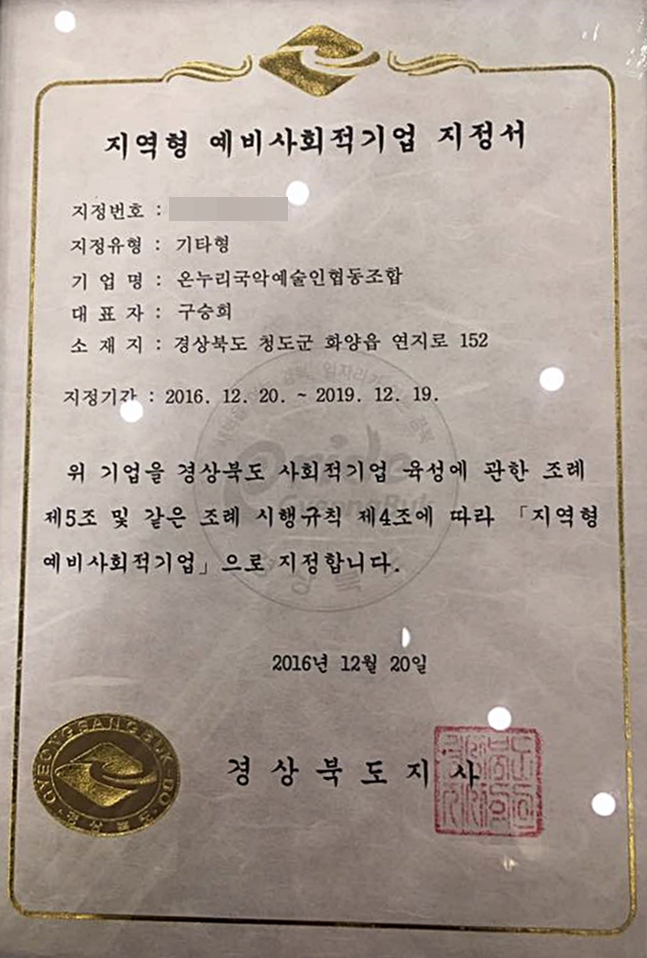 지역형 예비사회적기업 지정서
지정번호 :
지정유형 : 기타형
기 업 명 : 온누리국악예술인협동조합
대 표 자 : 구승희
소 재 지 : 경상북도 청도군 화양읍 연지로 152
지정기간 : 2016. 12. 20. ~ 2019. 12. 19.
위 기업을 경상북도 사회적기업 육성에 관한 조례
제5조 및 같은 조례 시행규칙 제4조에 따라 「지역형
예비사회적기업」으로 지정합니다.
2016년 12월 20일
경상북도지사
GYEONGSANGBUK-DO
경상북도
GyeongBuk